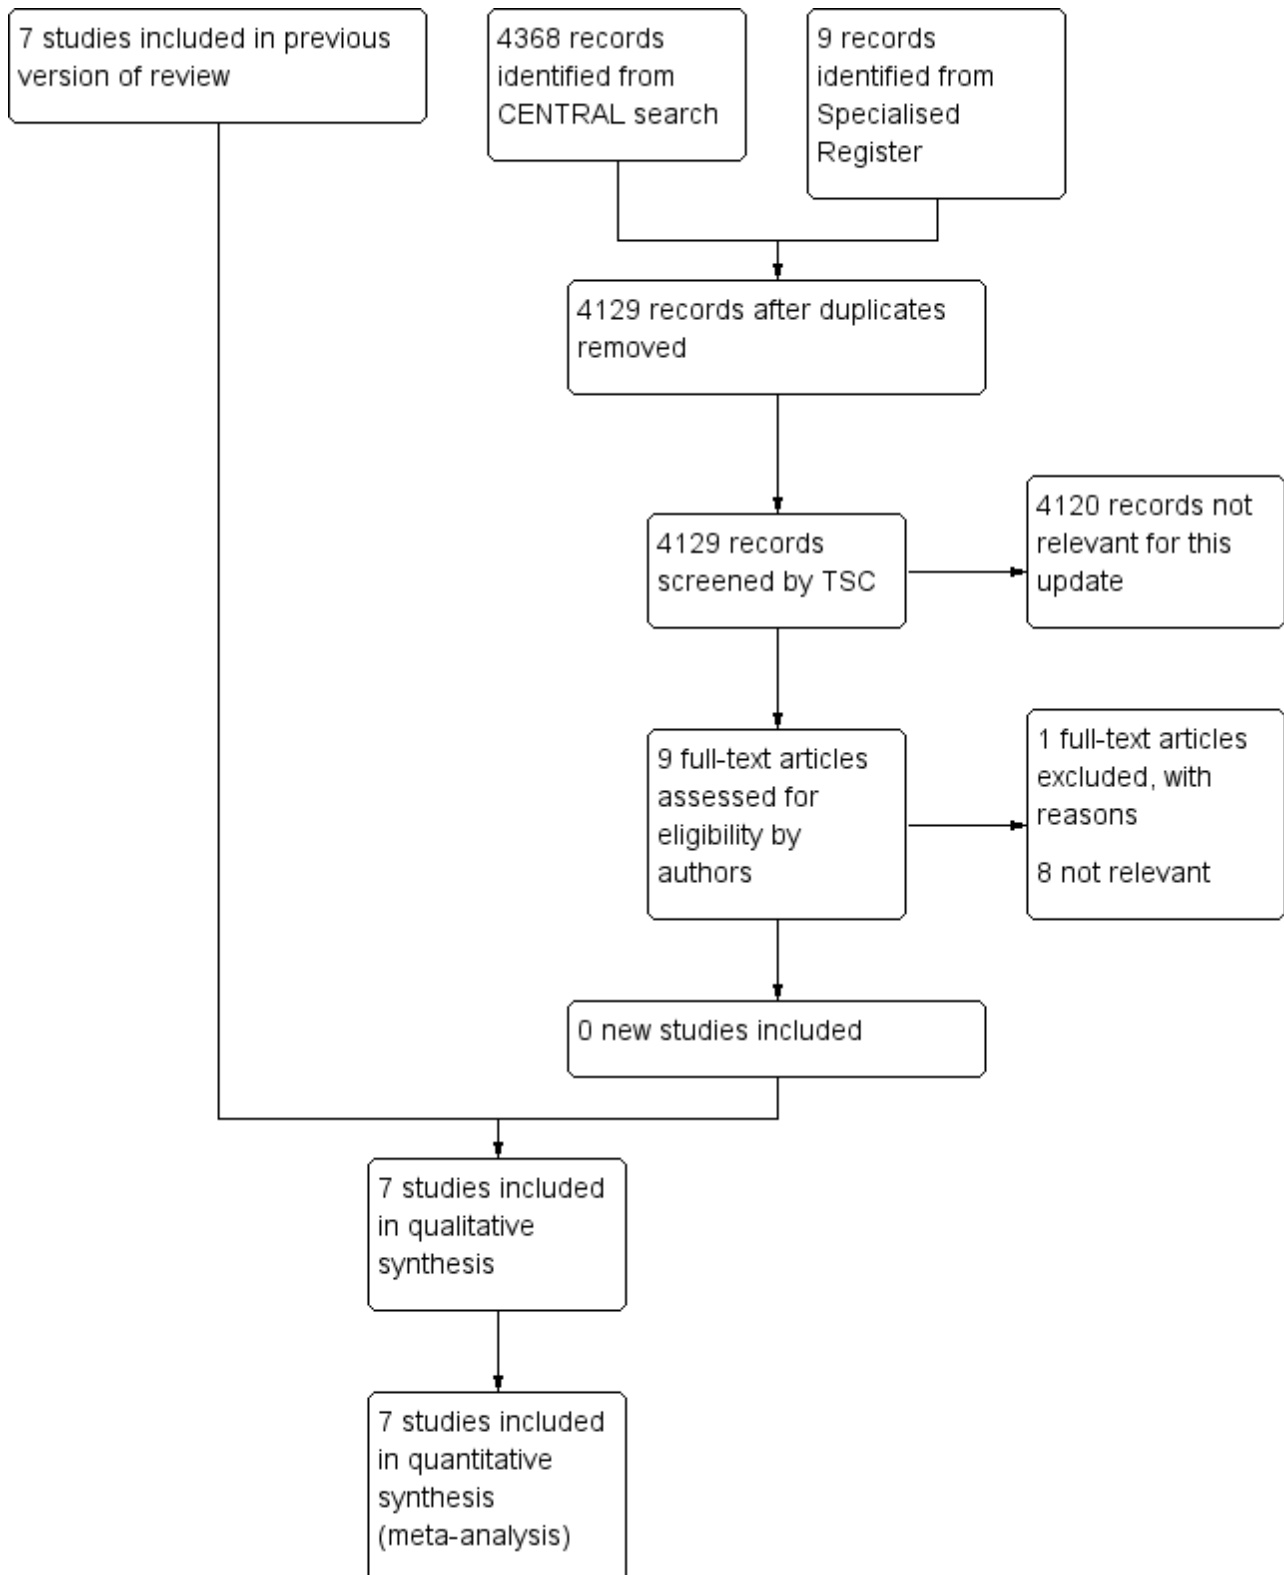 7 studies included in previous
version of review
4368 records
identified from
CENTRAL search
9 records
identified from
Specialised
Register
4129 records after duplicates
removed
4129 records
screened by TSC
4120 records not
relevant for this
update
9 full-text articles
assessed for
eligibility by
authors
1 full-text articles
excluded, with
reasons
8 not relevant
0 new studies included
7 studies included
in qualitative
synthesis
7 studies included
in quantitative
synthesis
(meta-analysis)